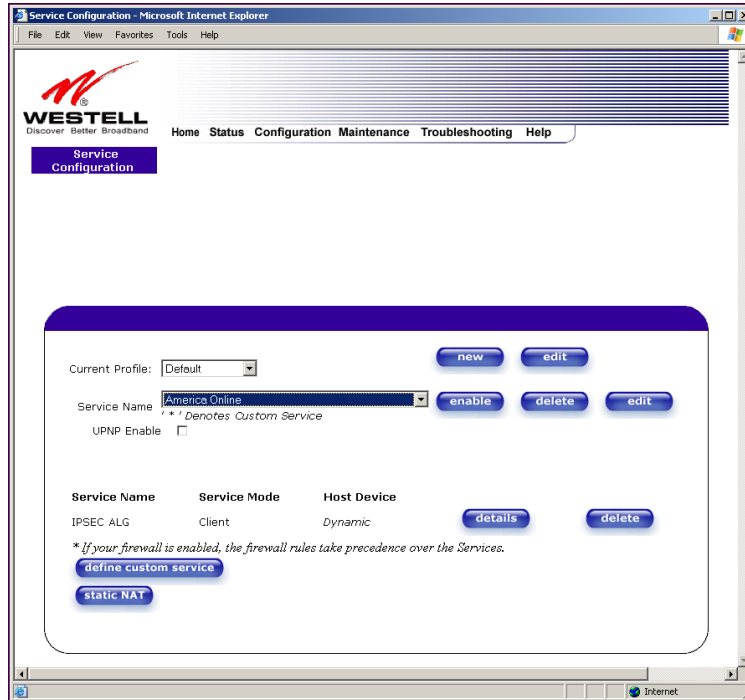 Service Configuration - Microsoft Internet Explorer
File Edit View Favorites Tools Help
WESTELL
®
Discover Better Broadband
Home Status Configuration Maintenance Troubleshooting Help
Service
Configuration
new edit
Current Profile: Default
Service Name America Online enable delete edit
' * ' Denotes Custom Service
UPNP Enable
Service Name Service Mode Host Device
IPSEC ALG Client Dynamic details delete
* If your firewall is enabled, the firewall rules take precedence over the Services.
define custom service
static NAT
Internet